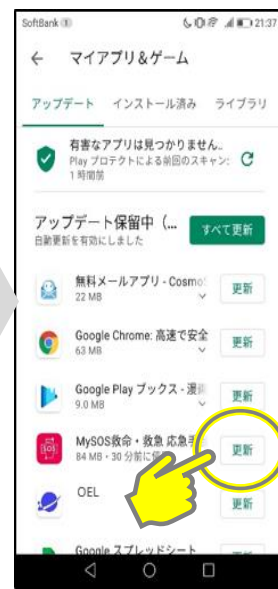 SoftBank ① 21:37
マイアプリ&ゲーム
アップデート インストール済み ライブラリ
有害なアプリは見つかりません。
Play プロテクトによる前回のスキャン:
1 時間前
アップデート保留中 (... すべて更新
自動更新を有効にしました
無料メールアプリ - Cosmo
22 MB
更新
Google Chrome: 高速で安全
63 MB
更新
Google Play ブックス - 漫
9.0 MB
更新
MySOS救命・救急 応急手
84 MB・30 分前に
更新
SOS
OEL
更新
Google スプレッドシート